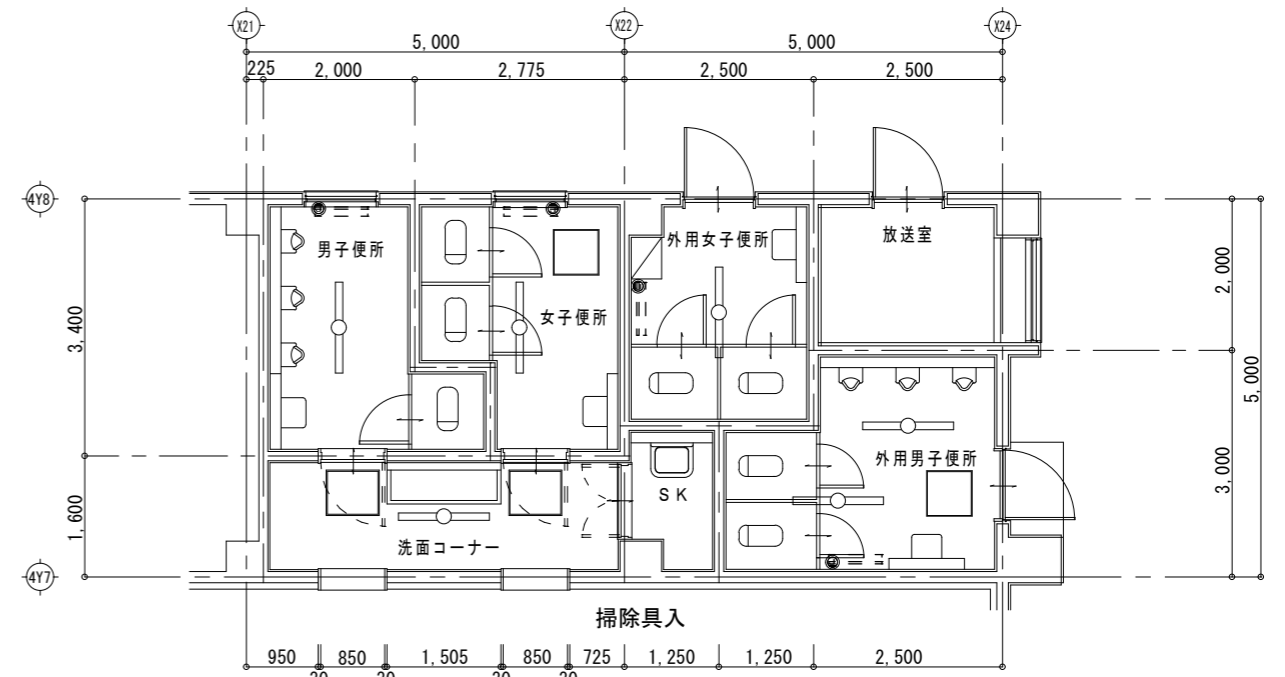 X21 X22 X24
5,000 5,000
225 2,000 2,775 2,500 2,500
4Y8
男子便所
女子便所
外用女子便所
放送室
3,400
2,000
5,000
外用男子便所
3,000
SK
1,600
洗面コーナー
4Y7
掃除具入
950 850 1,505 850 725 1,250 1,250 2,500